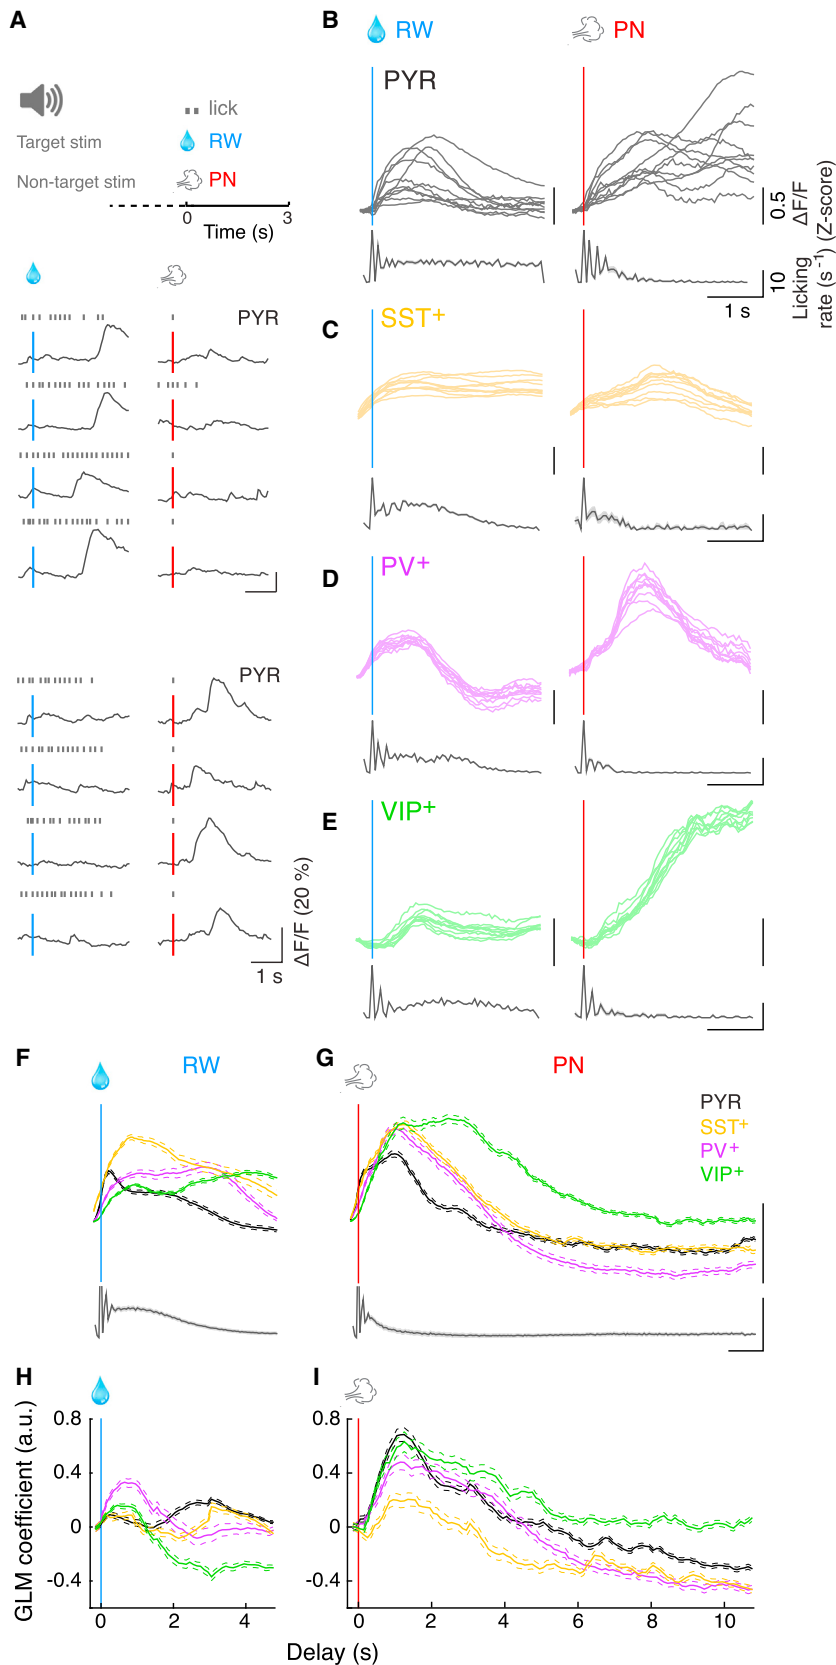 A
lick
Target stim
RW
Non-target stim
PN
0
3
Time (s)
PYR
PYR
ΔF/F (20 %)
1 s
B
RW
PN
PYR
0.5
ΔF/F
(Z-score)
10
Licking
rate (s-1)
1 s
C
SST+
D
PV+
E
VIP+
F
RW
G
PN
PYR
SST+
PV+
VIP+
H
I
0.8
0.4
0
-0.4
0.8
0.4
0
-0.4
GLM coefficient (a.u.)
0
2
4
0
2
4
6
8
10
Delay (s)